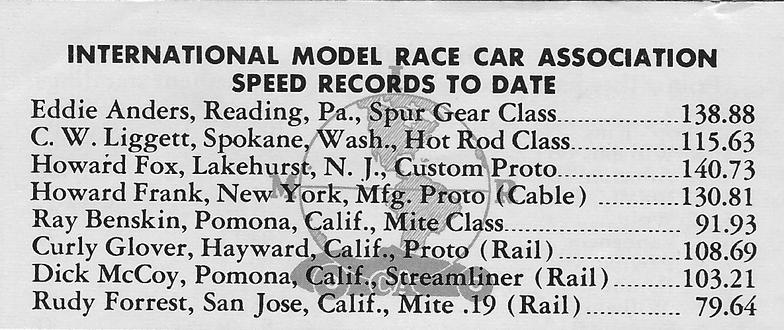 INTERNATIONAL MODEL RACE CAR ASSOCIATION
SPEED RECORDS TO DATE
Eddie Anders, Reading, Pa., Spur Gear Class..................138.88
C. W. Liggett, Spokane, Wash., Hot Rod Class................115.63
Howard Fox, Lakehurst, N. J., Custom Proto..................140.73
Howard Frank, New York, Mfg. Proto (Cable) ............130.81
Ray Benskin, Pomona, Calif., Mite Class.......................... 91.93
Curly Glover, Hayward, Calif., Proto (Rail)..................108.69
Dick McCoy, Pomona, Calif., Streamliner (Rail)..........103.21
Rudy Forrest, San Jose, Calif., Mite .19 (Rail).............. 79.64